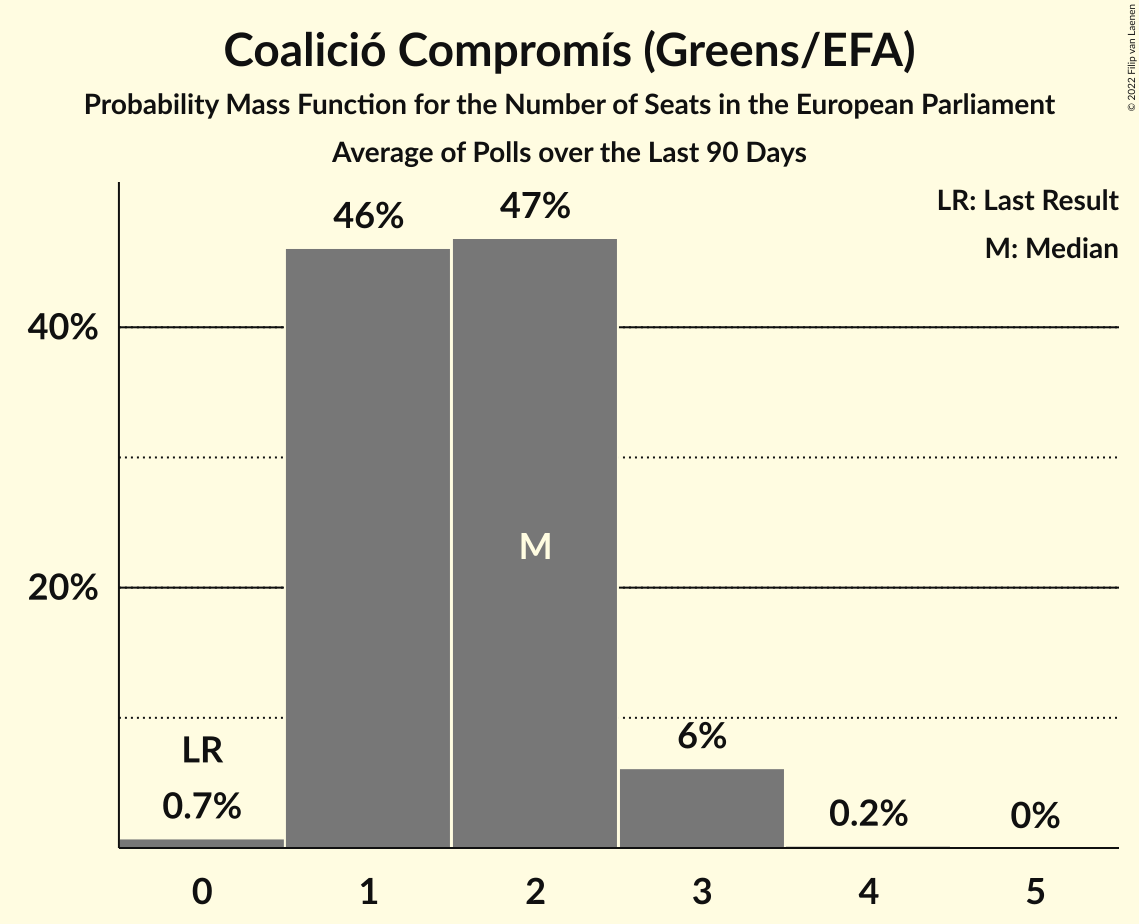 Coalició Compromís (Greens/EFA)
Probability Mass Function for the Number of Seats in the European Parliament
Average of Polls over the Last 90 Days
© 2022 Filip van Laenen
LR: Last Result
M: Median
46%
47%
40%
M
20%
LR
0.7%
6%
0.2%
0%
0 1 2 3 4 5